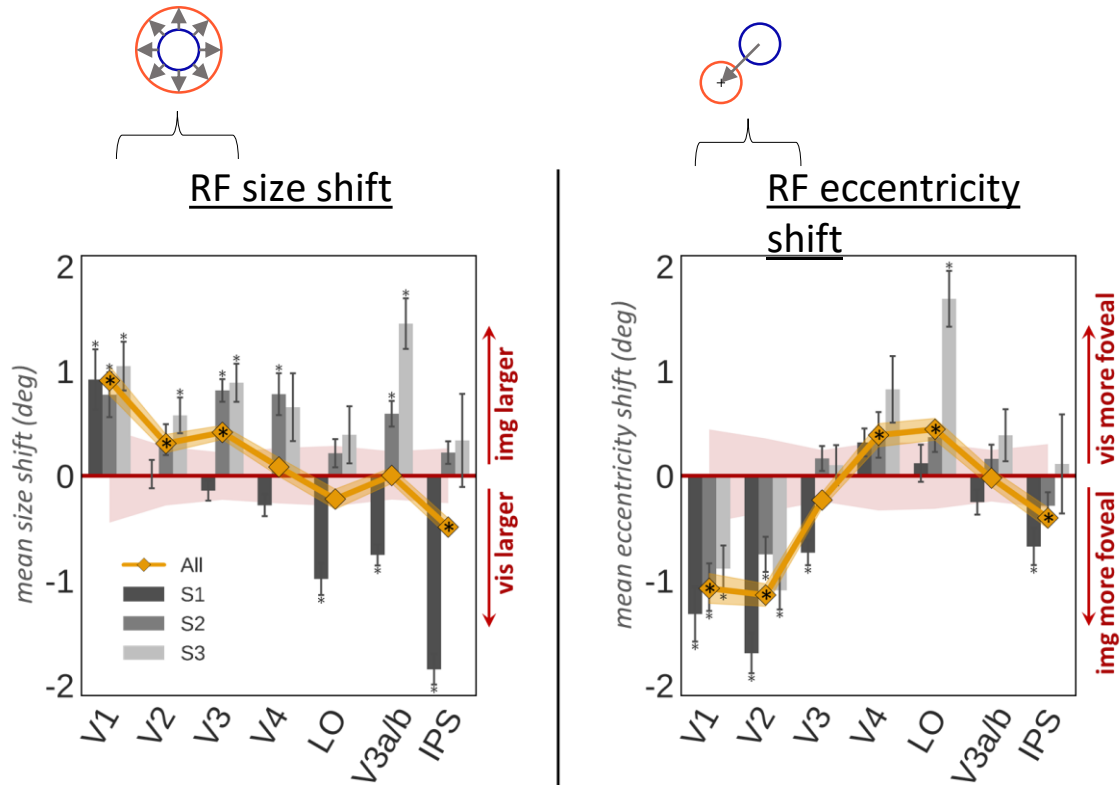 RF size shift
2
1
0
-1
-2
mean size shift (deg)
* * * * * * * * * * * * * * * * *
All
S1
S2
S3
img larger
vis larger
V1 V2 V3 V4 LO V3a/b IPS
RF eccentricity
shift
2
1
0
-1
-2
mean eccentricity shift (deg)
vis more foveal
img more foveal
V1 V2 V3 V4 LO V3a/b IPS